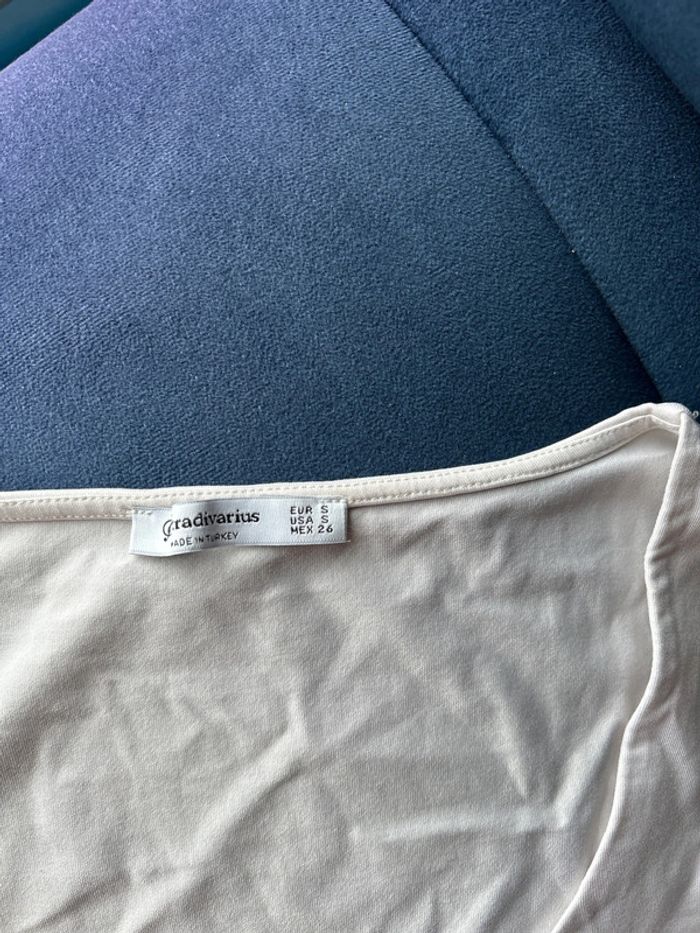 Stradivarius
MADE IN TURKEY
EUR S
USA S
MEX 26